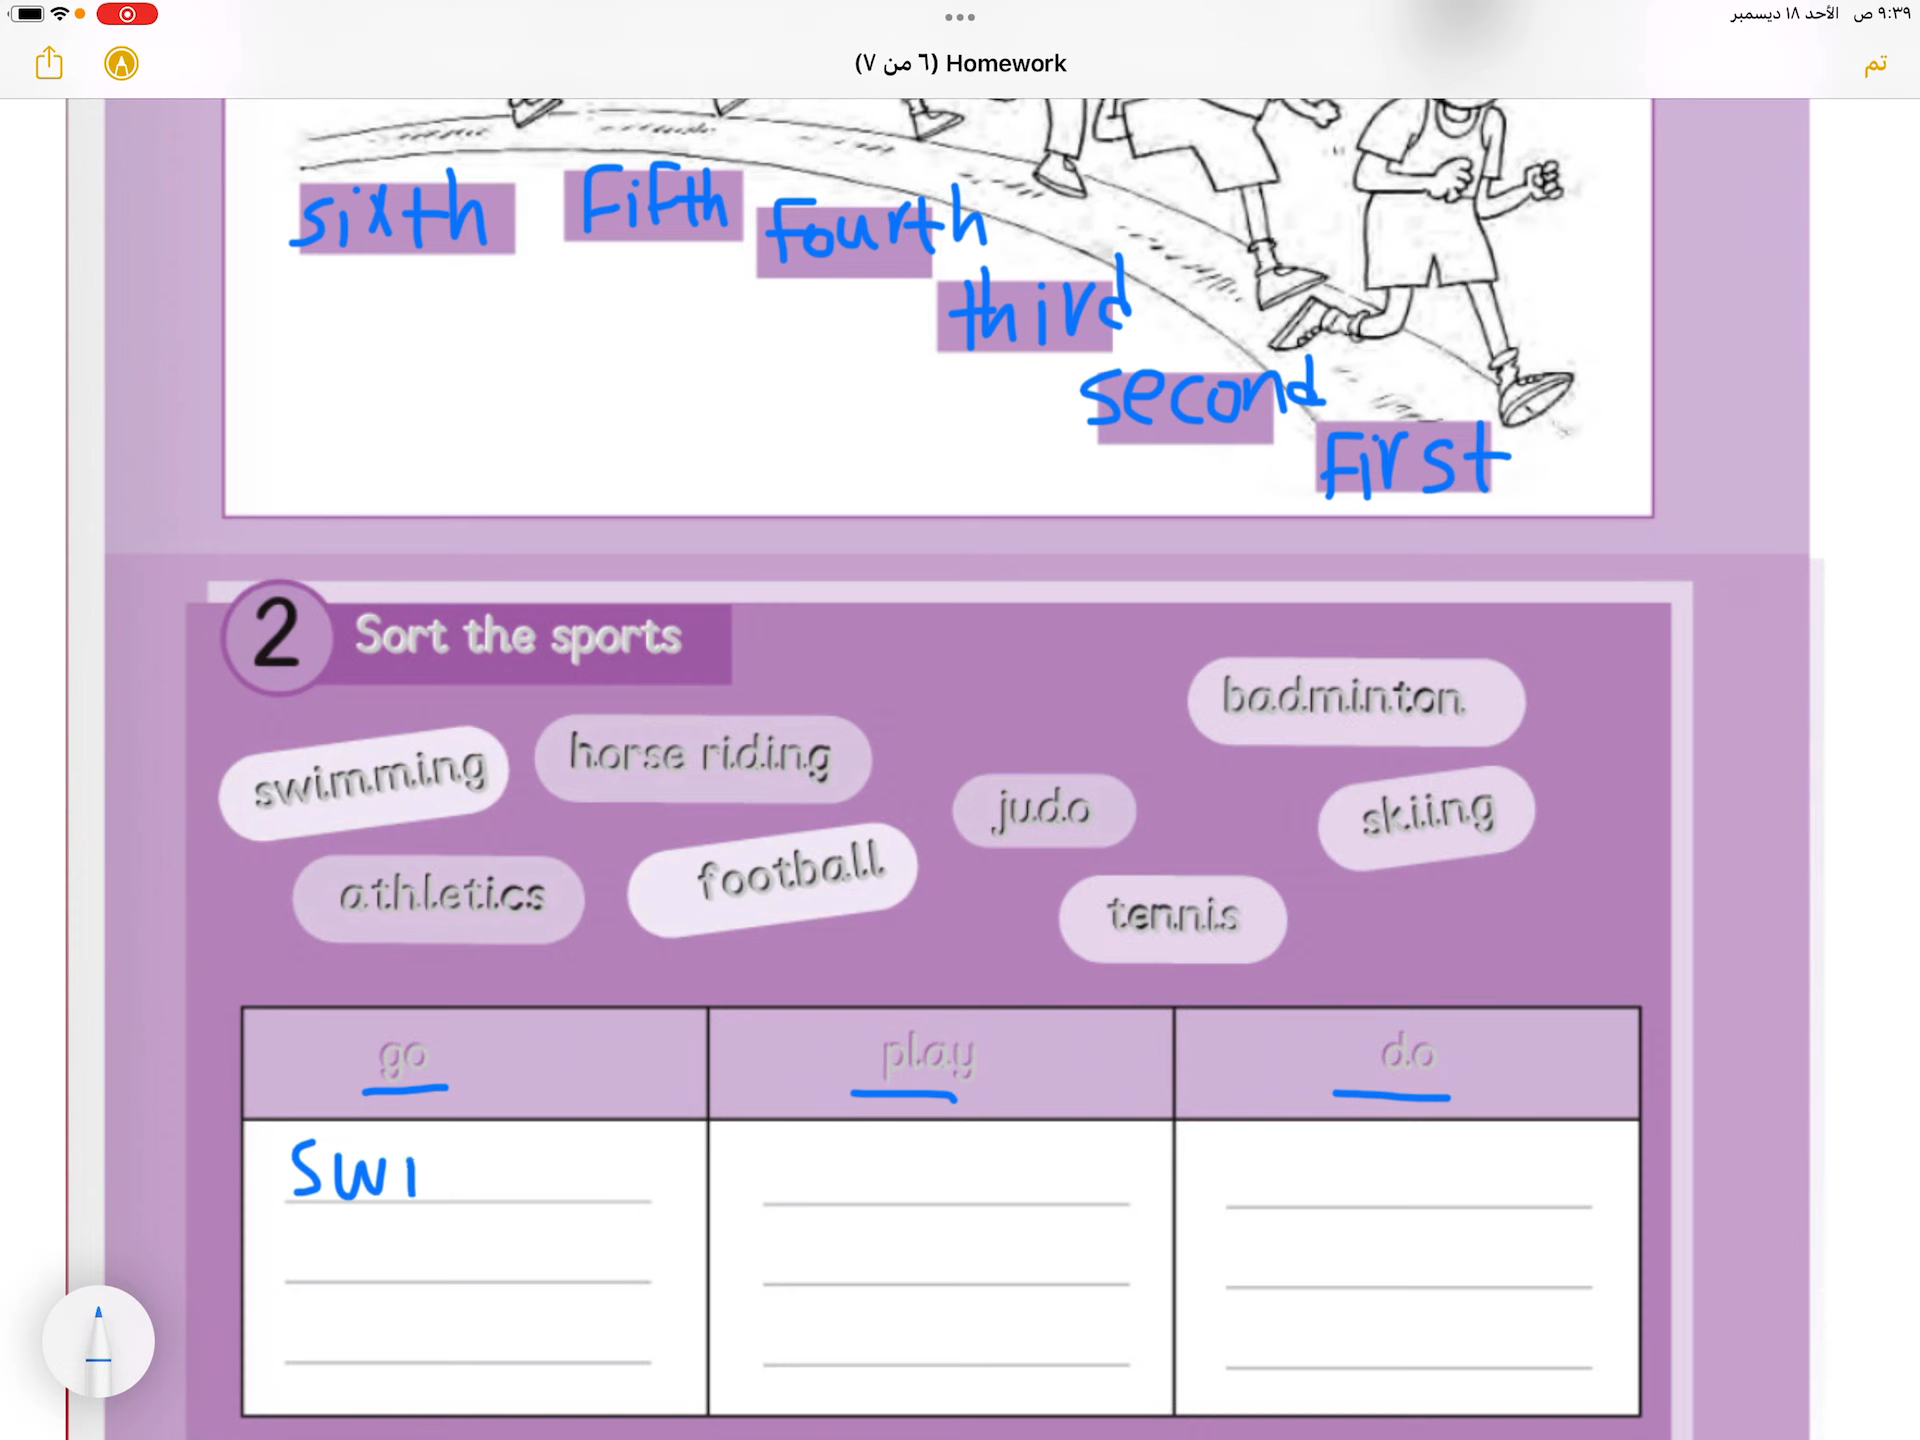 ٩:٣٩ ص الأحد ١٨ ديسمبر
Homework (٦ من ٧)
تم
sixth
Fifth
Fourth
third
second
First
2 Sort the sports
badminton
swimming
horse riding
judo
skiing
athletics
football
tennis
go play do
swi